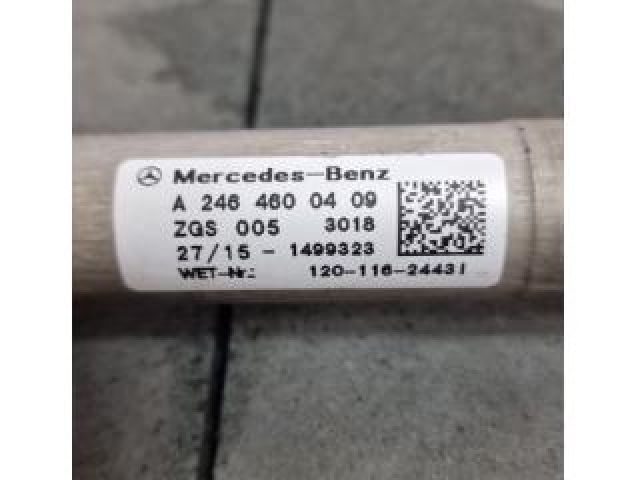 Mercedes-Benz
A 246 460 04 09
ZGS 005 3018
27/15 - 1499323
WET-Nr.: 120-116-24431